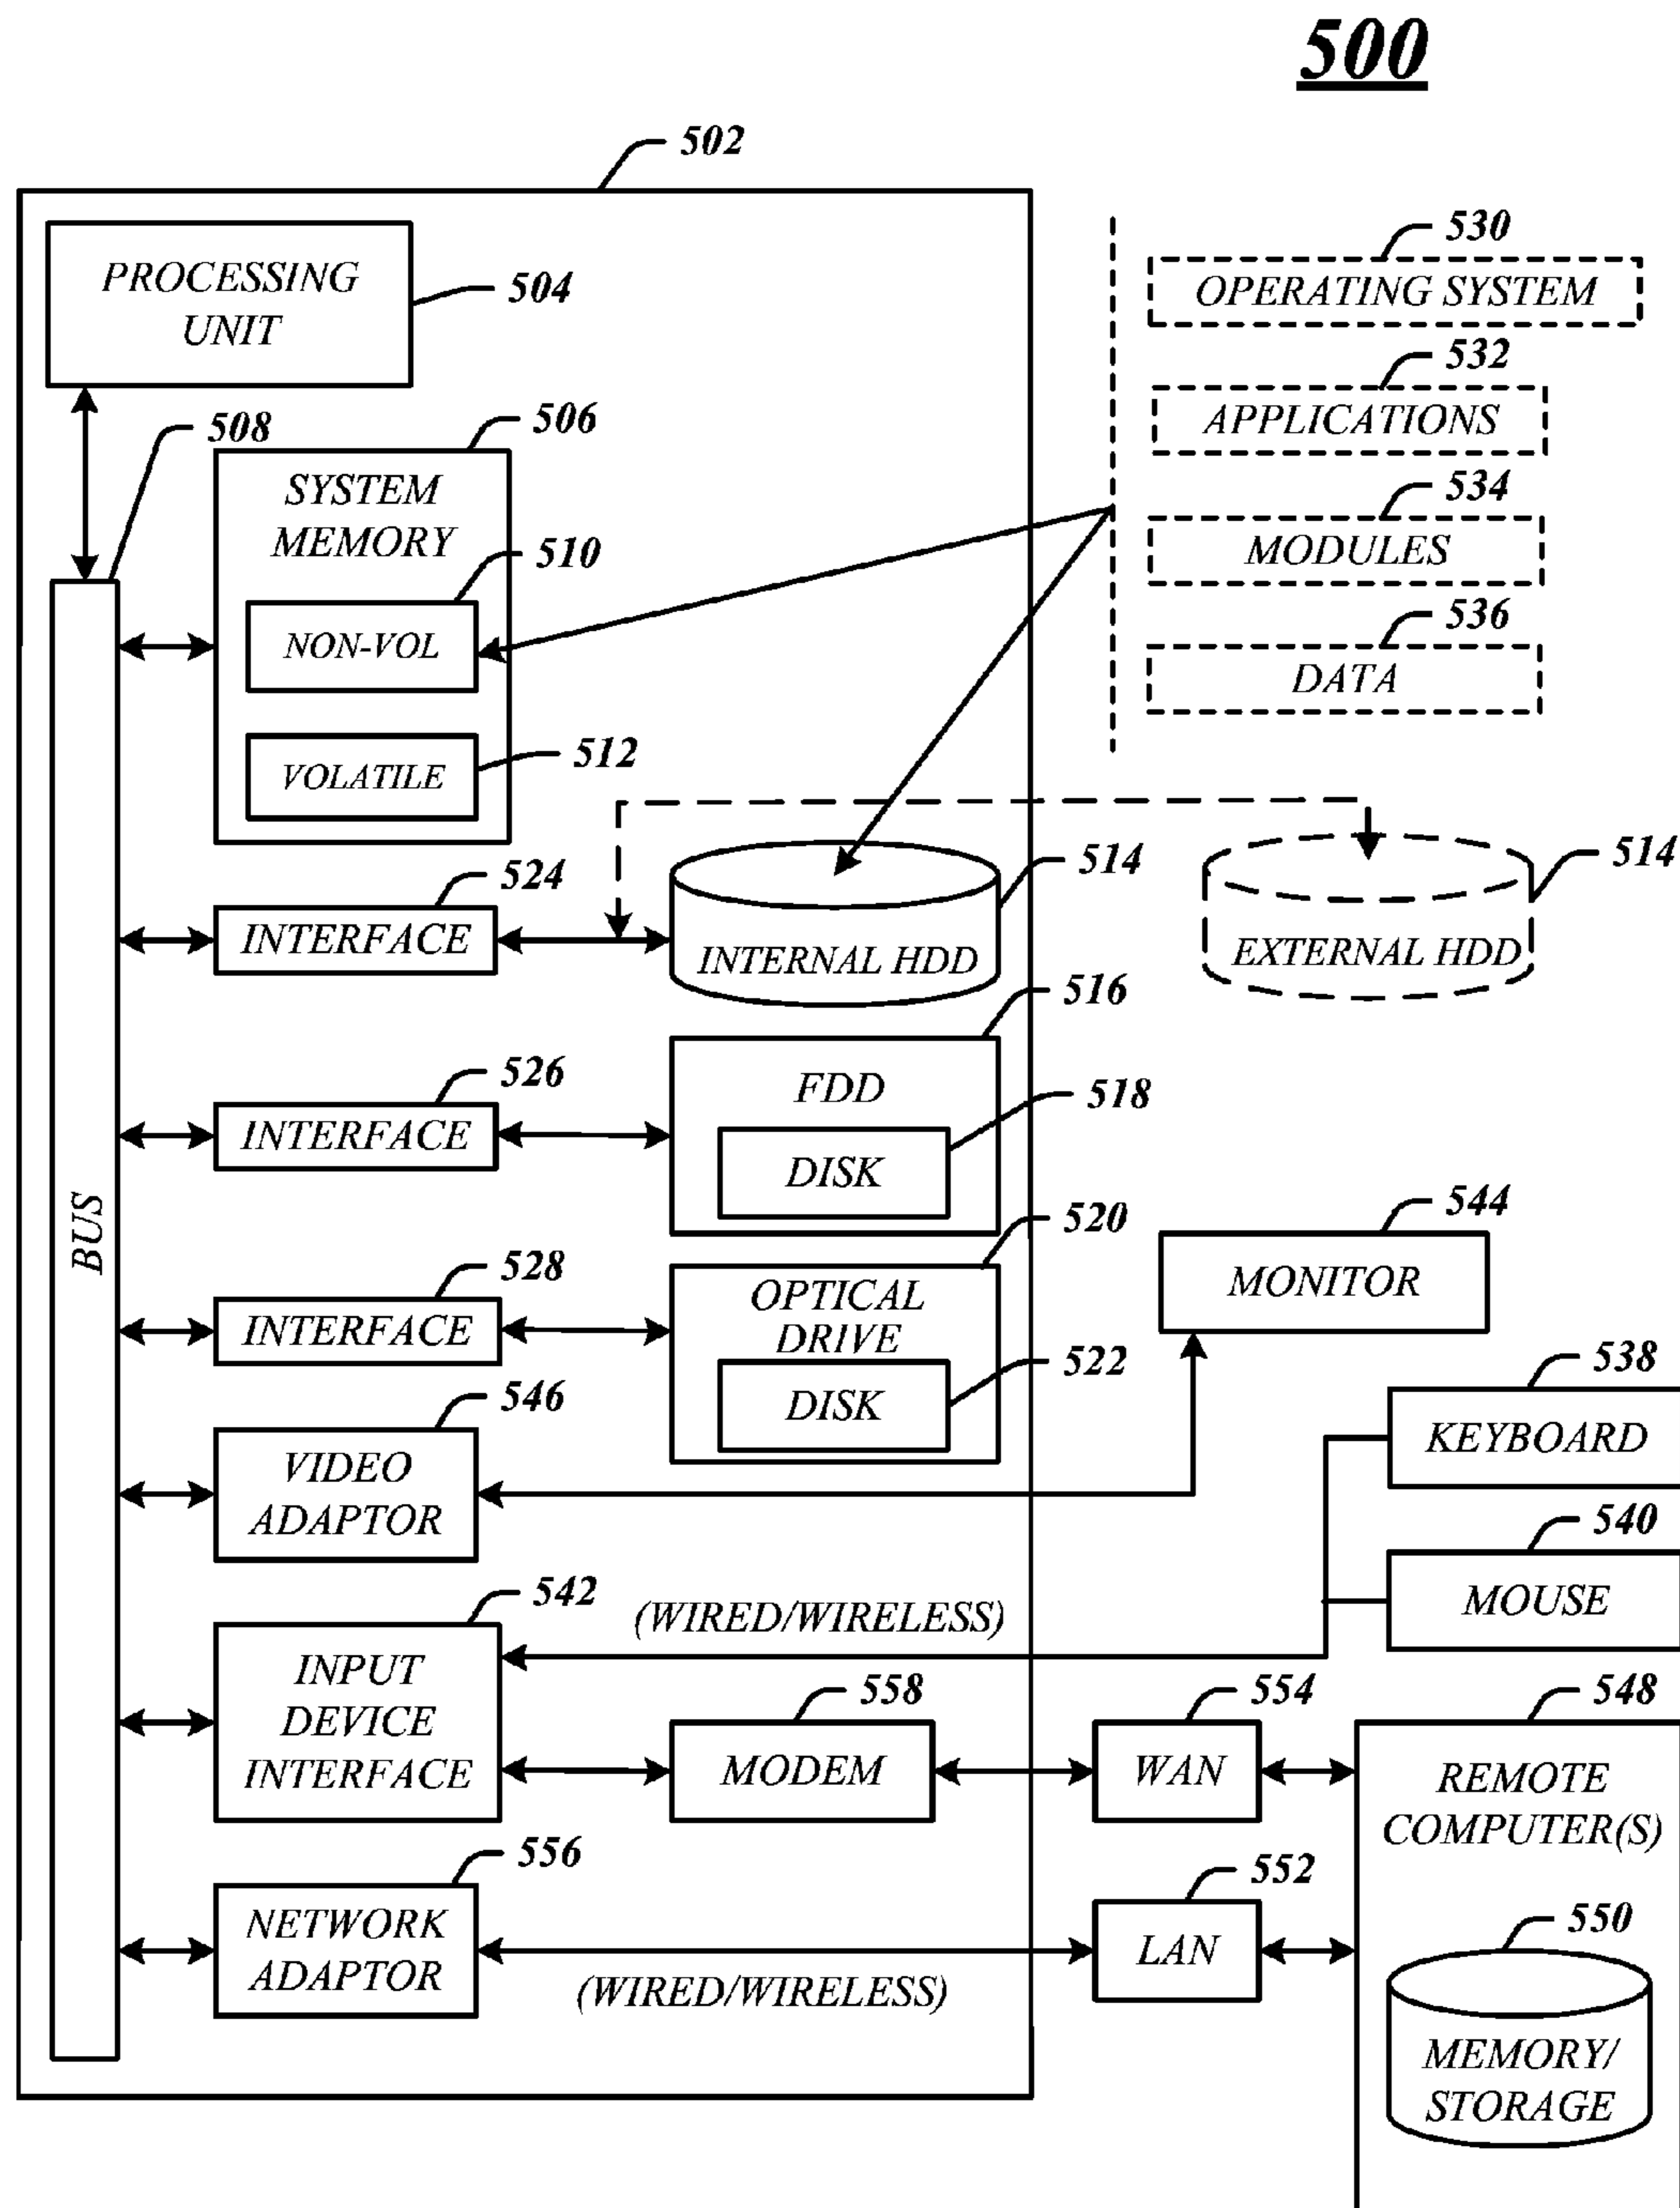 500
502
PROCESSING
UNIT
504
530
OPERATING SYSTEM
532
APPLICATIONS
534
MODULES
536
DATA
508
506
SYSTEM
MEMORY
510
NON-VOL
512
VOLATILE
524
INTERFACE
514
INTERNAL HDD
514
EXTERNAL HDD
516
526
INTERFACE
FDD
518
DISK
BUS
520
528
INTERFACE
OPTICAL
DRIVE
522
DISK
544
MONITOR
546
VIDEO
ADAPTOR
538
KEYBOARD
540
MOUSE
542
INPUT
DEVICE
INTERFACE
(WIRED/WIRELESS)
558
MODEM
554
WAN
548
REMOTE
COMPUTER(S)
556
NETWORK
ADAPTOR
(WIRED/WIRELESS)
552
LAN
550
MEMORY/
STORAGE